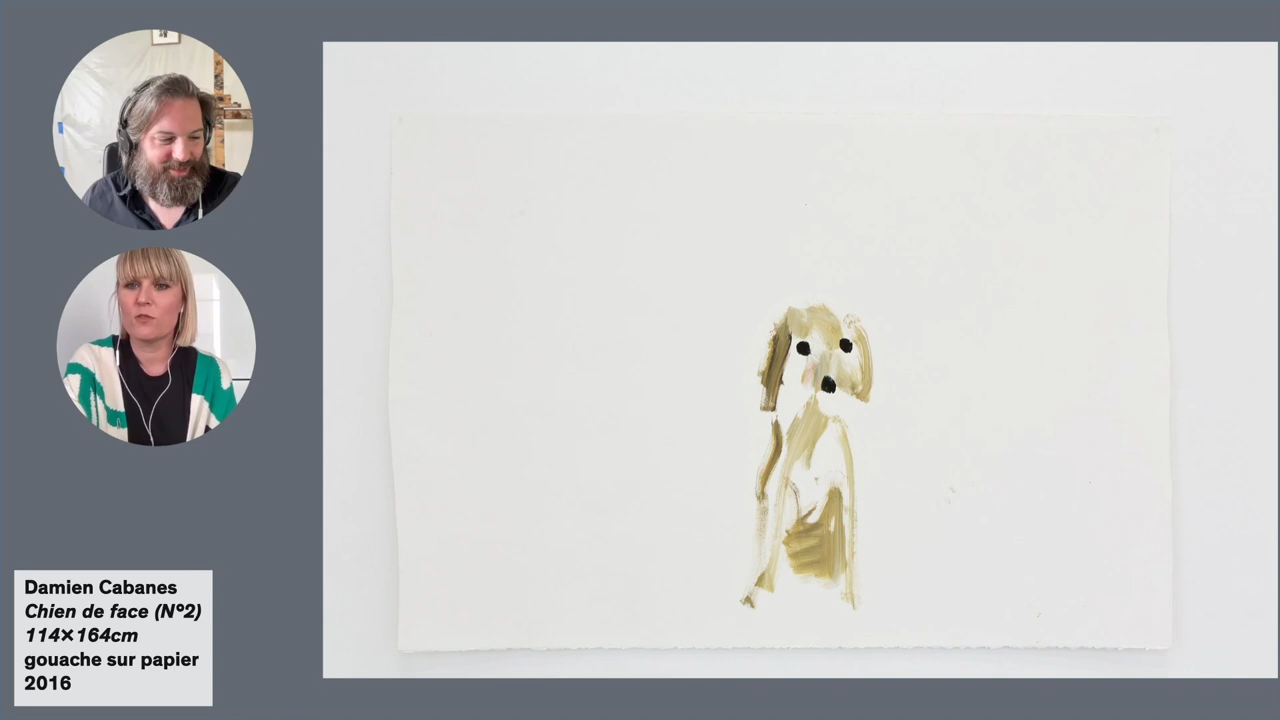 Damien Cabanes
Chien de face (N°2)
114×164cm
gouache sur papier
2016